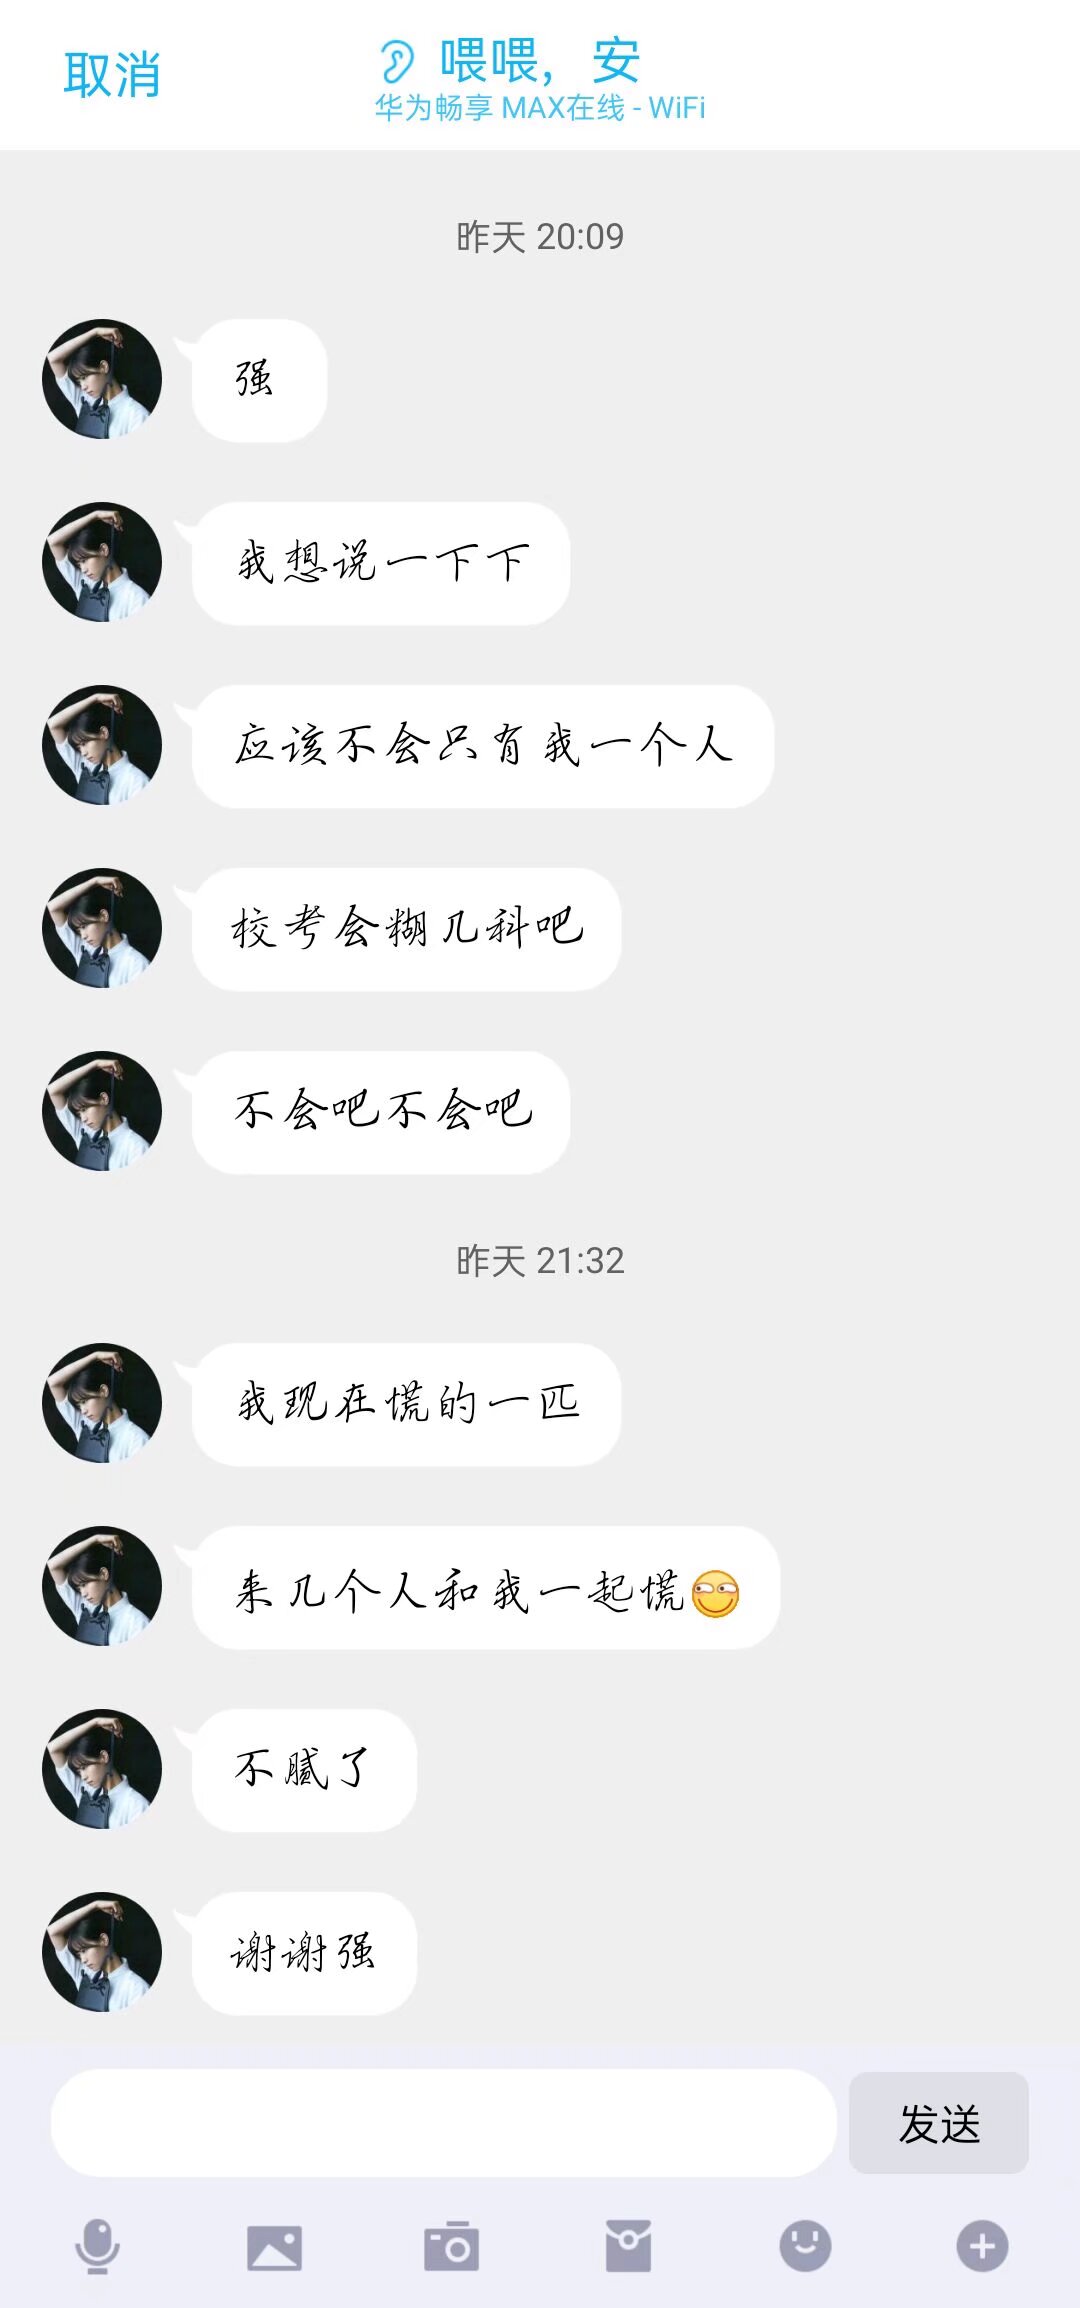 取消
喂喂，安
华为畅享 MAX在线 - WiFi
昨天 20:09
强
我想说一下下
应该不会只有我一个人
校考会糊几科吧
不会吧不会吧
昨天 21:32
我现在慌的一匹
来几个人和我一起慌
不腻了
谢谢强
发送